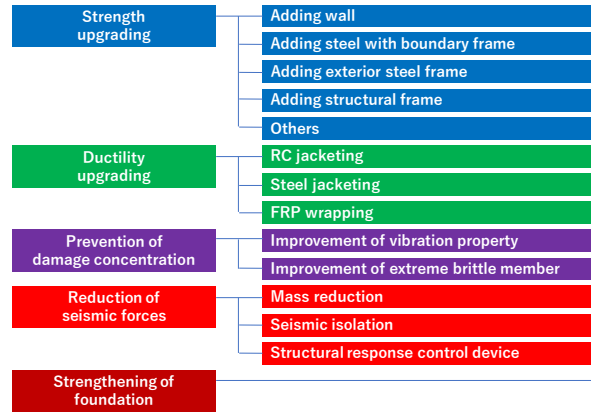 Strength
upgrading
Adding wall
Adding steel with boundary frame
Adding exterior steel frame
Adding structural frame
Others
Ductility
upgrading
RC jacketing
Steel jacketing
FRP wrapping
Prevention of
damage concentration
Improvement of vibration property
Improvement of extreme brittle member
Reduction of
seismic forces
Mass reduction
Seismic isolation
Structural response control device
Strengthening of
foundation